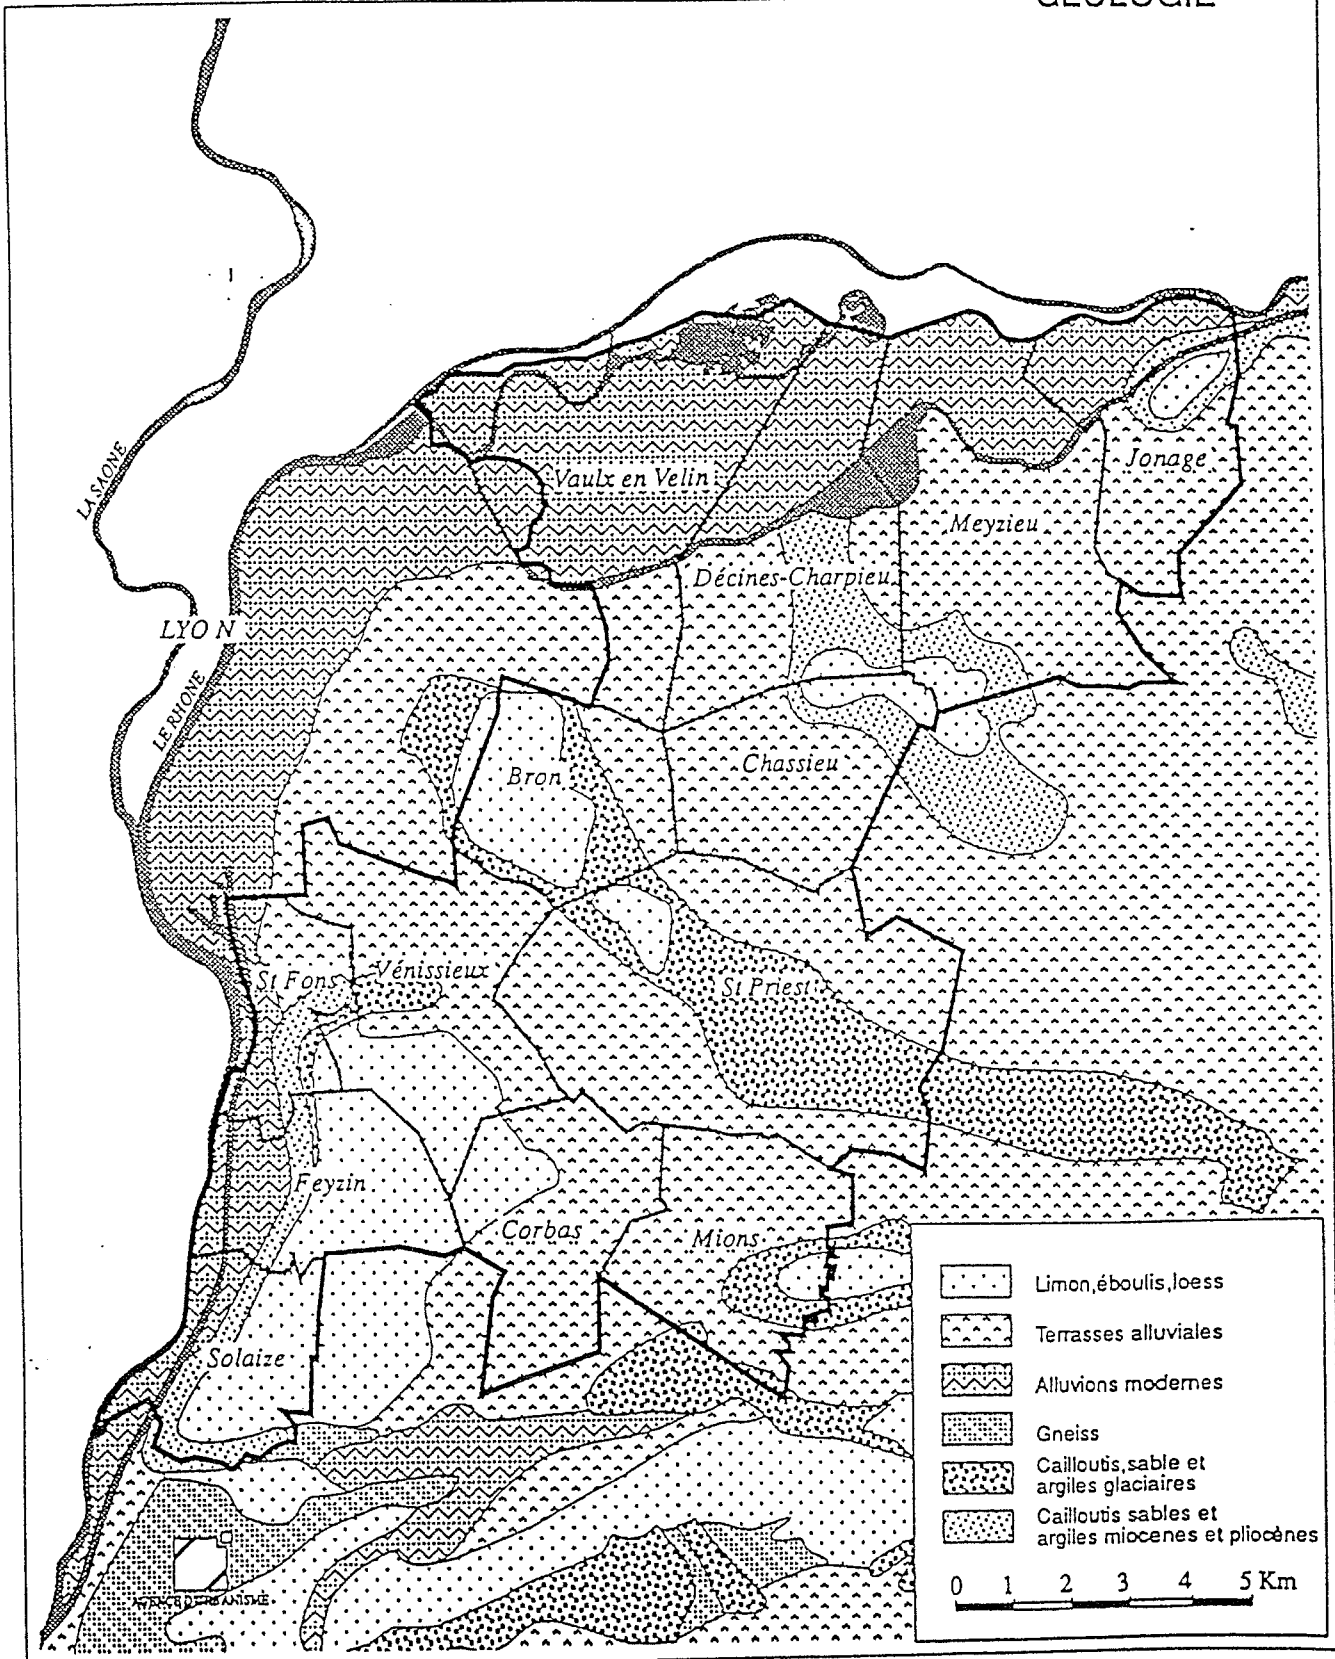 GEOLOGIE
LA SAONE
Jonage
Vaulx en Velin
Meyzieu
Décines-Charpieu
LYON
LE RHONE
Bron
Chassieu
St Fons
Vénissieux
St Priest
Feyzin
Corbas
Mions
Solaize
Limon,éboulis,loess
Terrasses alluviales
Alluvions modernes
Gneiss
Cailloutis,sable et
argiles glaciaires
Cailloutis sables et
argiles miocenes et pliocènes
0 1 2 3 4 5 Km
AGENCE D'URBANISME